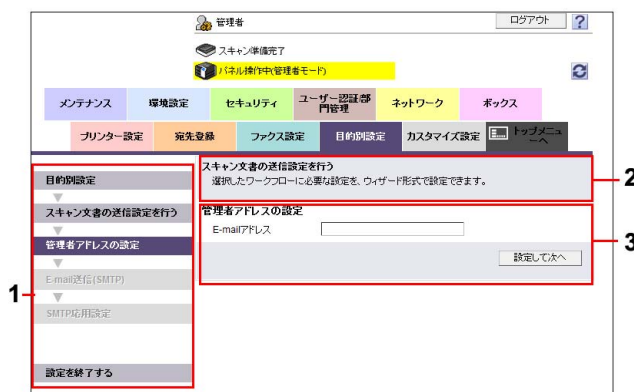 管理者
ログアウト
?
スキャン準備完了
パネル操作中(管理者モード)
メンテナンス 環境設定 セキュリティ ユーザー認証/部門管理 ネットワーク ボックス
プリンター設定 宛先登録 ファクス設定 目的別設定 カスタマイズ設定 トップメニューへ
1
目的別設定
スキャン文書の送信設定を行う
管理者アドレスの設定
E-mail送信(SMTP)
SMTP応用設定
設定を終了する
スキャン文書の送信設定を行う
選択したワークフローに必要な設定を、ウィザード形式で設定できます。
2
管理者アドレスの設定
E-mailアドレス
設定して次へ
3